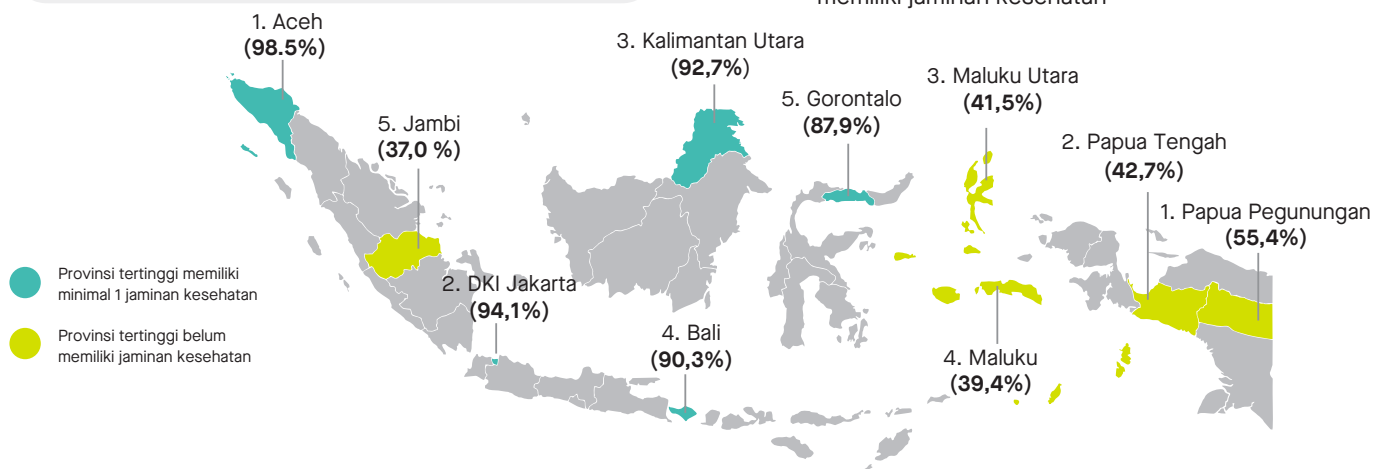 memiliki jaminan kesehatan
1. Aceh
(98.5%)
3. Kalimantan Utara
(92,7%)
5. Gorontalo
(87,9%)
3. Maluku Utara
(41,5%)
5. Jambi
(37,0 %)
2. Papua Tengah
(42,7%)
1. Papua Pegunungan
(55,4%)
Provinsi tertinggi memiliki
minimal 1 jaminan kesehatan
2. DKI Jakarta
(94,1%)
Provinsi tertinggi belum
memiliki jaminan kesehatan
4. Bali
(90,3%)
4. Maluku
(39,4%)